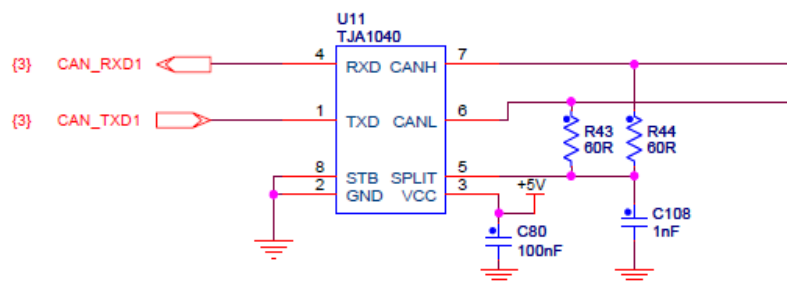 U11
TJA1040
{3} CAN_RXD1 4 RXD CANH 7
{3} CAN_TXD1 1 TXD CANL 6
R43
60R
R44
60R
8 STB SPLIT 5
2 GND VCC 3
+5V
C80
100nF
C108
1nF